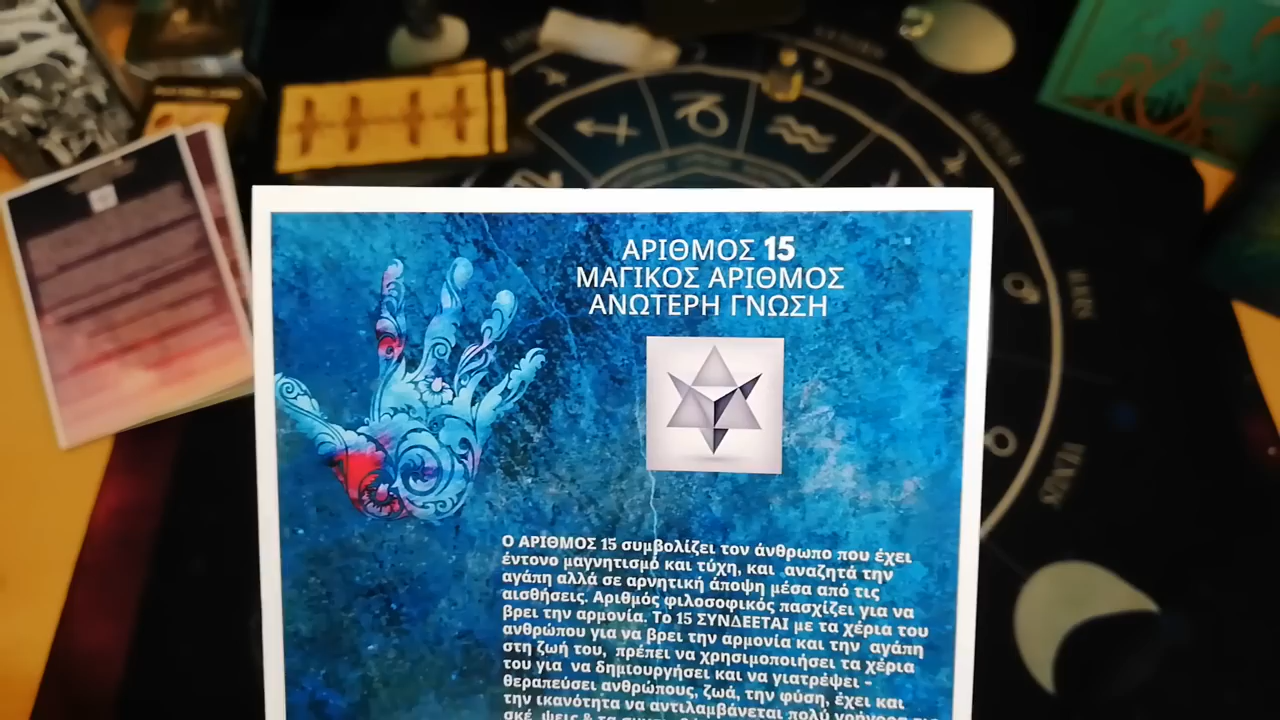 ΑΡΙΘΜΟΣ 15
ΜΑΓΙΚΟΣ ΑΡΙΘΜΟΣ
ΑΝΩΤΕΡΗ ΓΝΩΣΗ
Ο ΑΡΙΘΜΟΣ 15 συμβολίζει τον άνθρωπο που έχει
έντονο μαγνητισμό και τύχη, και αναζητά την
αγάπη αλλά σε αρνητική άποψη μέσα από τις
αισθήσεις. Αριθμός φιλοσοφικός πασχίζει για να
βρει την αρμονία. Το 15 ΣΥΝΔΕΕΤΑΙ με τα χέρια του
ανθρώπου για να βρει την αρμονία και την αγάπη
στη ζωή του, πρέπει να χρησιμοποιήσει τα χέρια
του για να δημιουργήσει και να γιατρέψει -
θεραπεύσει ανθρώπους, ζωά, την φύση, έχει και
την ικανότητα να αντιλαμβάνεται πολύ γρήγορα τις
VENUS